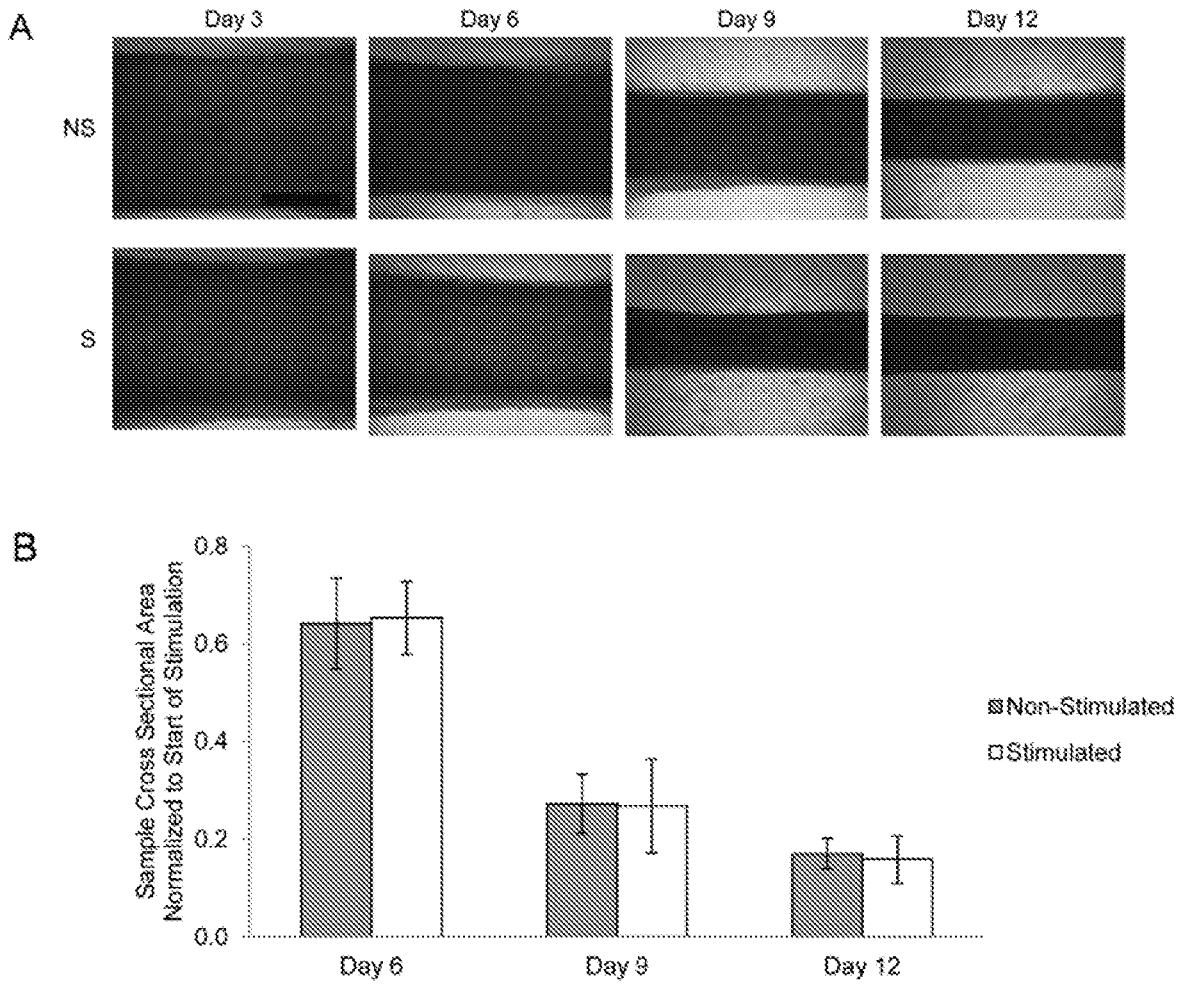 A
Day 3 Day 6 Day 9 Day 12
NS
S
B
Sample Cross Sectional Area
Normalized to Start of Stimulation
0.8
0.6
0.4
0.2
0.0
Day 6 Day 9 Day 12
Non-Stimulated
Stimulated